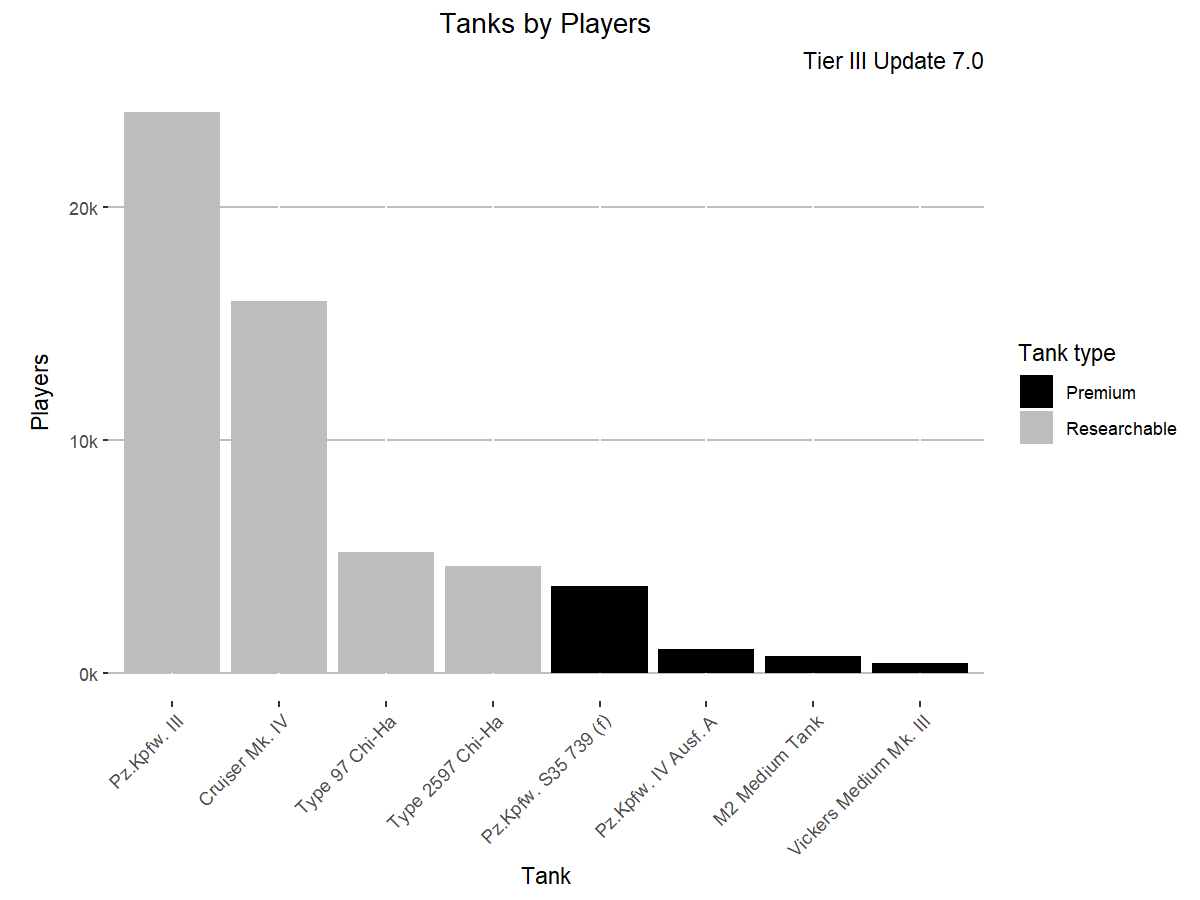 Tanks by Players
Tier III Update 7.0
Players
20k
10k
0k
Pz.Kpfw. III
Cruiser Mk. IV
Type 97 Chi-Ha
Type 2597 Chi-Ha
Pz.Kpfw. S35 739 (f)
Pz.Kpfw. IV Ausf. A
M2 Medium Tank
Vickers Medium Mk. III
Tank
Tank type
Premium
Researchable